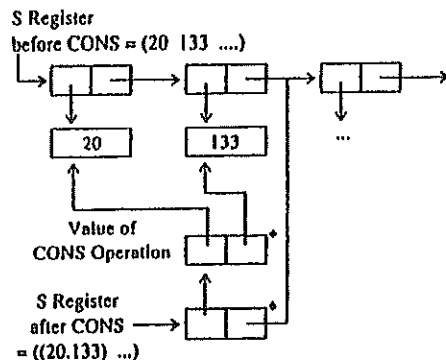 S Register
before CONS = (20 133 ....)
20
133
...
Value of
CONS Operation
*
S Register
after CONS
*
= ((20.133) ...)